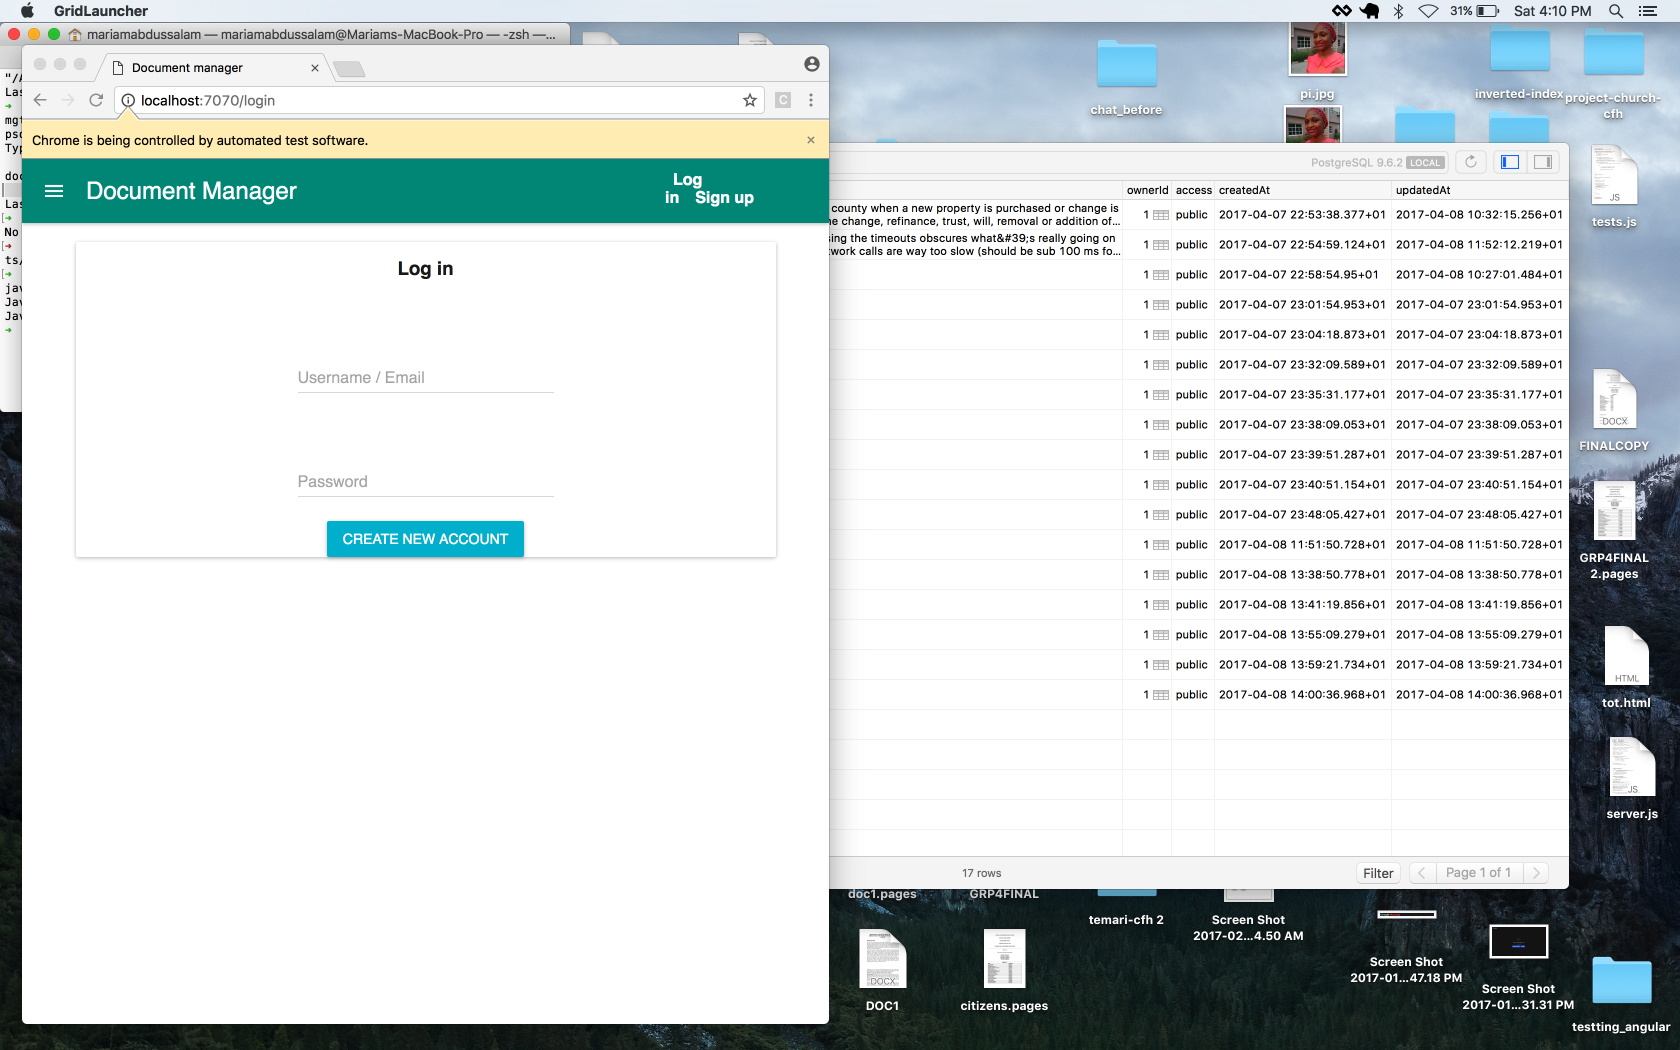 GridLauncher
31%
Sat 4:10 PM
mariamabdussalam — mariamabdussalam@Mariams-MacBook-Pro — -zsh —...
Document manager
localhost:7070/login
Chrome is being controlled by automated test software.
Document Manager
Log in
Sign up
Log in
Username / Email
Password
CREATE NEW ACCOUNT
"/A
Las
mgt
psq
Typ
doc
Las
No
ts/
jav
Jav
Jav
PostgreSQL 9.6.2 LOCAL
ownerId access createdAt updatedAt
county when a new property is purchased or change is
e change, refinance, trust, will, removal or addition of...
1 public 2017-04-07 22:53:38.377+01 2017-04-08 10:32:15.256+01
sing the timeouts obscures what&#39;s really going on
work calls are way too slow (should be sub 100 ms fo...
1 public 2017-04-07 22:54:59.124+01 2017-04-08 11:52:12.219+01
1 public 2017-04-07 22:58:54.95+01 2017-04-08 10:27:01.484+01
1 public 2017-04-07 23:01:54.953+01 2017-04-07 23:01:54.953+01
1 public 2017-04-07 23:04:18.873+01 2017-04-07 23:04:18.873+01
1 public 2017-04-07 23:32:09.589+01 2017-04-07 23:32:09.589+01
1 public 2017-04-07 23:35:31.177+01 2017-04-07 23:35:31.177+01
1 public 2017-04-07 23:38:09.053+01 2017-04-07 23:38:09.053+01
1 public 2017-04-07 23:39:51.287+01 2017-04-07 23:39:51.287+01
1 public 2017-04-07 23:40:51.154+01 2017-04-07 23:40:51.154+01
1 public 2017-04-07 23:48:05.427+01 2017-04-07 23:48:05.427+01
1 public 2017-04-08 11:51:50.728+01 2017-04-08 11:51:50.728+01
1 public 2017-04-08 13:38:50.778+01 2017-04-08 13:38:50.778+01
1 public 2017-04-08 13:41:19.856+01 2017-04-08 13:41:19.856+01
1 public 2017-04-08 13:55:09.279+01 2017-04-08 13:55:09.279+01
1 public 2017-04-08 13:59:21.734+01 2017-04-08 13:59:21.734+01
1 public 2017-04-08 14:00:36.968+01 2017-04-08 14:00:36.968+01
17 rows
Filter
Page 1 of 1
chat_before
pi.jpg
inverted-index
project-church-
cfh
JS
tests.js
DOCX
FINALCOPY
GRP4FINAL
2.pages
HTML
tot.html
JS
server.js
doc1.pages
GRP4FINAL
temari-cfh 2
Screen Shot
2017-02...4.50 AM
Screen Shot
2017-01...47.18 PM
Screen Shot
2017-01...31.31 PM
DOCX
DOC1
citizens.pages
testting_angular